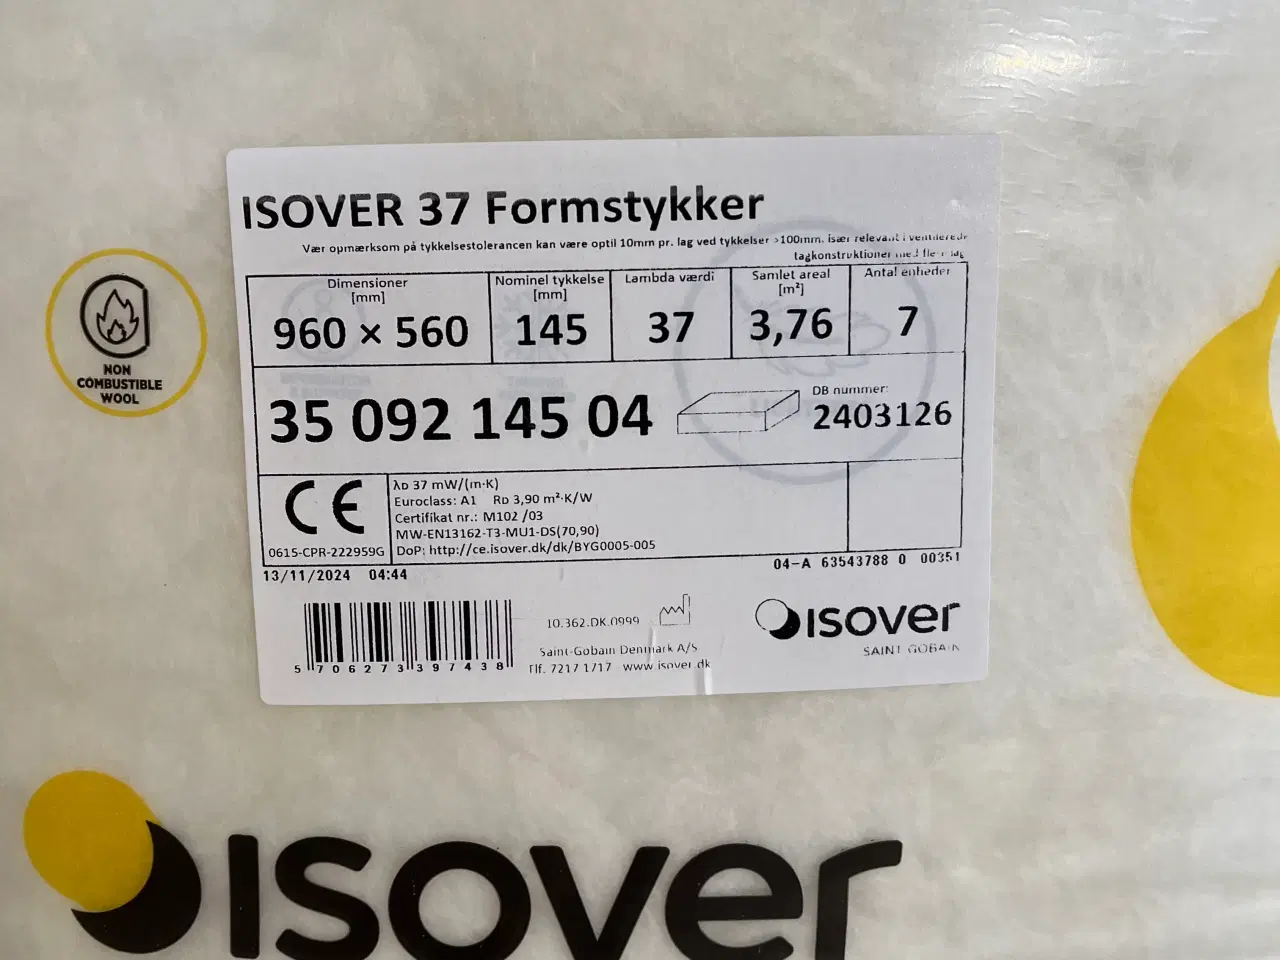 ISOVER 37 Formstykker
Vær opmærksom på tykkelsestolerancen kan være optil 10mm pr. lag ved tykkelser >100mm. især relevant i ventilerede
tagkonstruktioner med flere lag
Dimensioner
[mm]
960 × 560
Nominel tykkelse
[mm]
145
Lambda værdi
37
Samlet areal
[m²]
3,76
Antal enheder
7
35 092 145 04
DB nummer:
2403126
NON
COMBUSTIBLE
WOOL
CE
0615-CPR-222959G
λD 37 mW/(m·K)
Euroclass: A1 RD 3,90 m²·K/W
Certifikat nr.: M102 /03
MW-EN13162-T3-MU1-DS(70,90)
DoP: http://ce.isover.dk/dk/BYG0005-005
13/11/2024 04:44
04-A 63543788 0 00351
5 706273 397438
10.362.DK.0999
Saint-Gobain Denmark A/S
Tlf. 7217 1717 www.isover.dk
isover
SAINT GOBAIN
isover